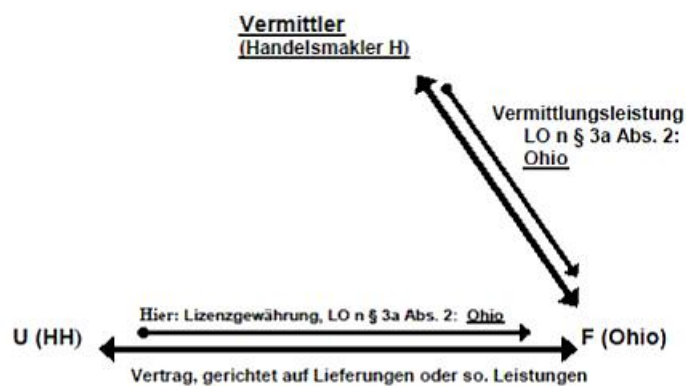 Vermittler
(Handelsmakler H)
Vermittlungsleistung
LO n § 3a Abs. 2:
Ohio
Hier: Lizenzgewährung, LO n § 3a Abs. 2: Ohio
U (HH)
F (Ohio)
Vertrag, gerichtet auf Lieferungen oder so. Leistungen